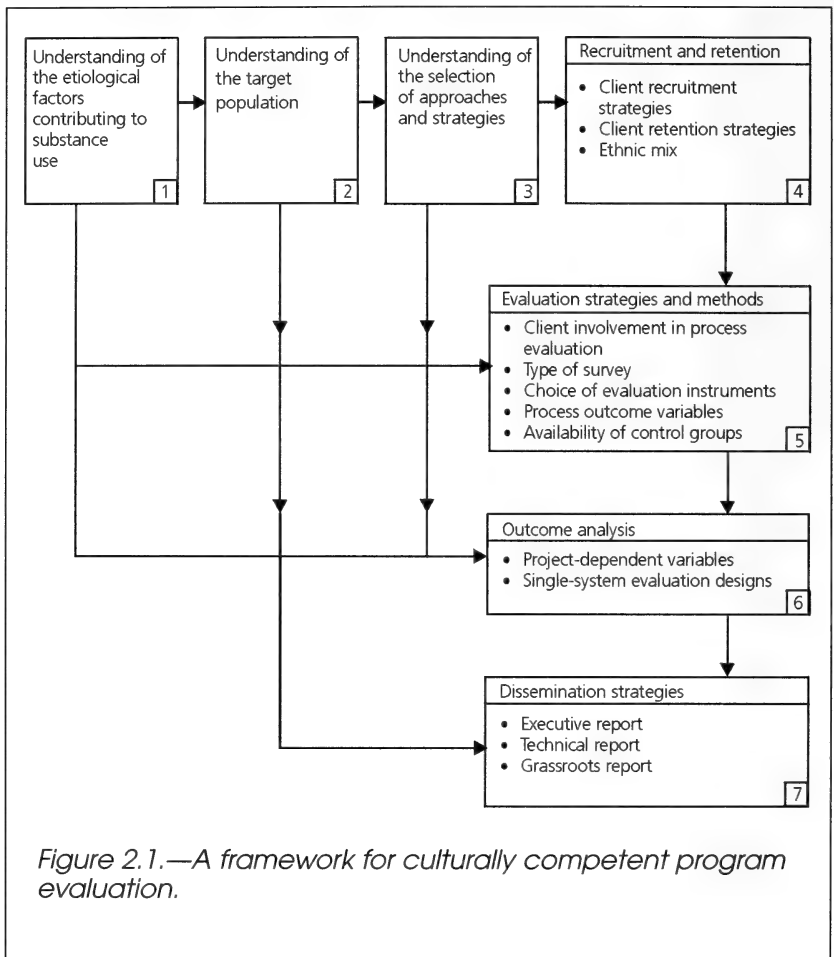 Understanding of
the etiological
factors
contributing to
substance
use
1
Understanding of
the target
population
2
Understanding of
the selection
of approaches
and strategies
3
Recruitment and retention
• Client recruitment
strategies
• Client retention strategies
• Ethnic mix
4
Evaluation strategies and methods
• Client involvement in process
evaluation
• Type of survey
• Choice of evaluation instruments
• Process outcome variables
• Availability of control groups
5
Outcome analysis
• Project-dependent variables
• Single-system evaluation designs
6
Dissemination strategies
• Executive report
• Technical report
• Grassroots report
7
Figure 2.1.—A framework for culturally competent program
evaluation.